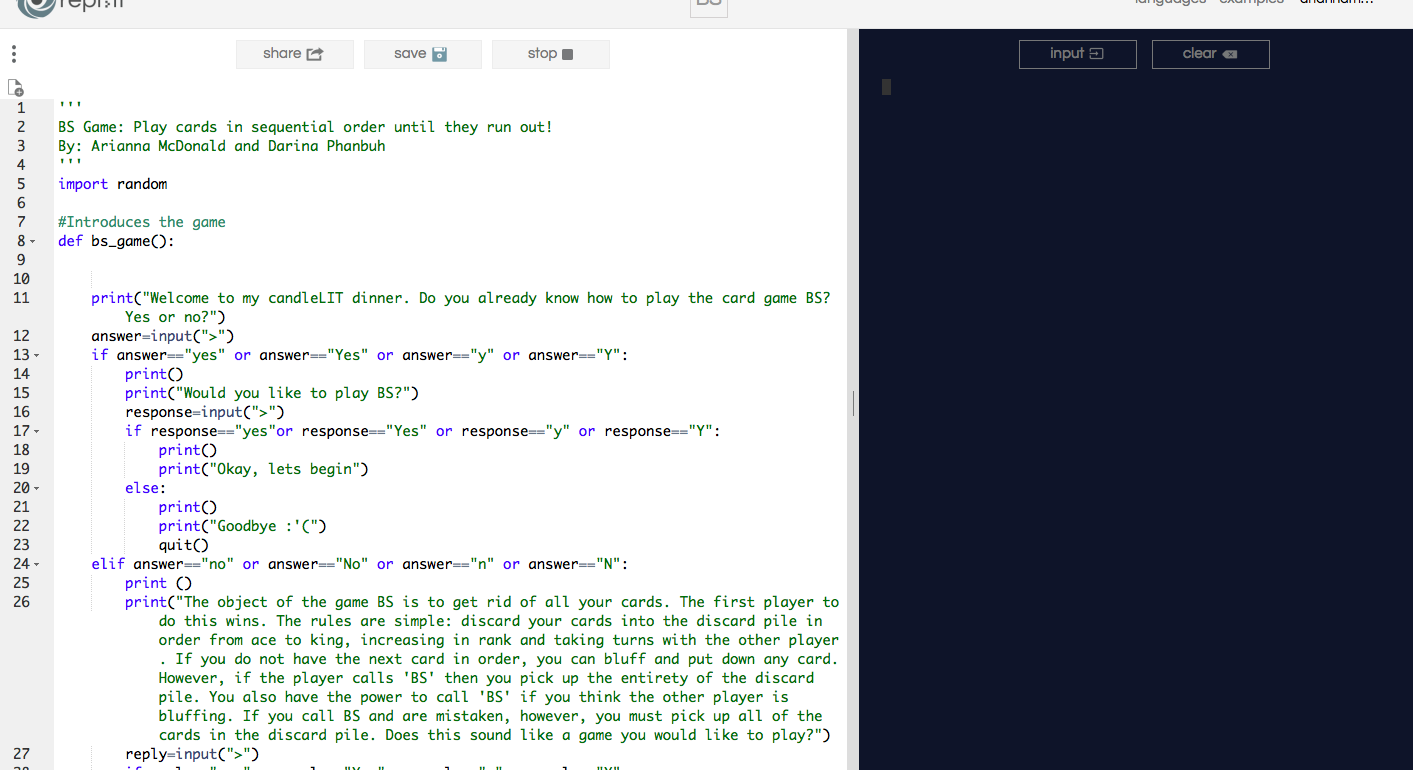 repl.it
BS
languages examples
share
save
stop
input
clear
1 '''
2 BS Game: Play cards in sequential order until they run out!
3 By: Arianna McDonald and Darina Phanbuh
4 '''
5 import random
6
7 #Introduces the game
8 def bs_game():
9
10
11 print("Welcome to my candleLIT dinner. Do you already know how to play the card game BS?
Yes or no?")
12 answer=input(">")
13 if answer=="yes" or answer=="Yes" or answer=="y" or answer=="Y":
14 print()
15 print("Would you like to play BS?")
16 response=input(">")
17 if response=="yes"or response=="Yes" or response=="y" or response=="Y":
18 print()
19 print("Okay, lets begin")
20 else:
21 print()
22 print("Goodbye :'(")
23 quit()
24 elif answer=="no" or answer=="No" or answer=="n" or answer=="N":
25 print ()
26 print("The object of the game BS is to get rid of all your cards. The first player to
do this wins. The rules are simple: discard your cards into the discard pile in
order from ace to king, increasing in rank and taking turns with the other player
. If you do not have the next card in order, you can bluff and put down any card.
However, if the player calls 'BS' then you pick up the entirety of the discard
pile. You also have the power to call 'BS' if you think the other player is
bluffing. If you call BS and are mistaken, however, you must pick up all of the
cards in the discard pile. Does this sound like a game you would like to play?")
27 reply=input(">")